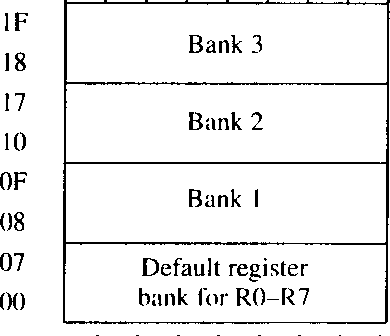 1F
Bank 3
18
17
Bank 2
10
0F
Bank 1
08
07
Default register
bank for R0–R7
00